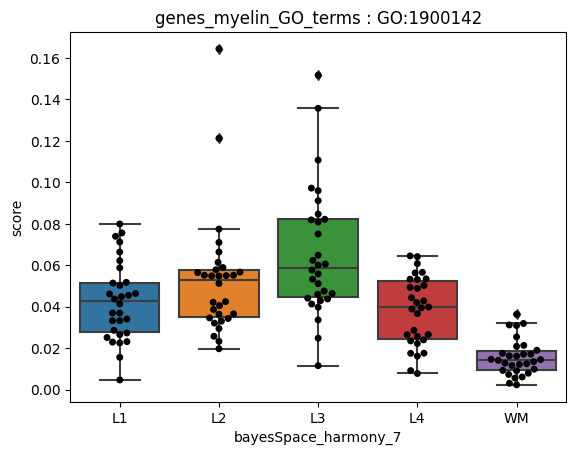 genes_myelin_GO_terms : GO:1900142
0.16
0.14
0.12
0.10
0.08
0.06
0.04
0.02
0.00
score
L1 L2 L3 L4 WM
bayesSpace_harmony_7